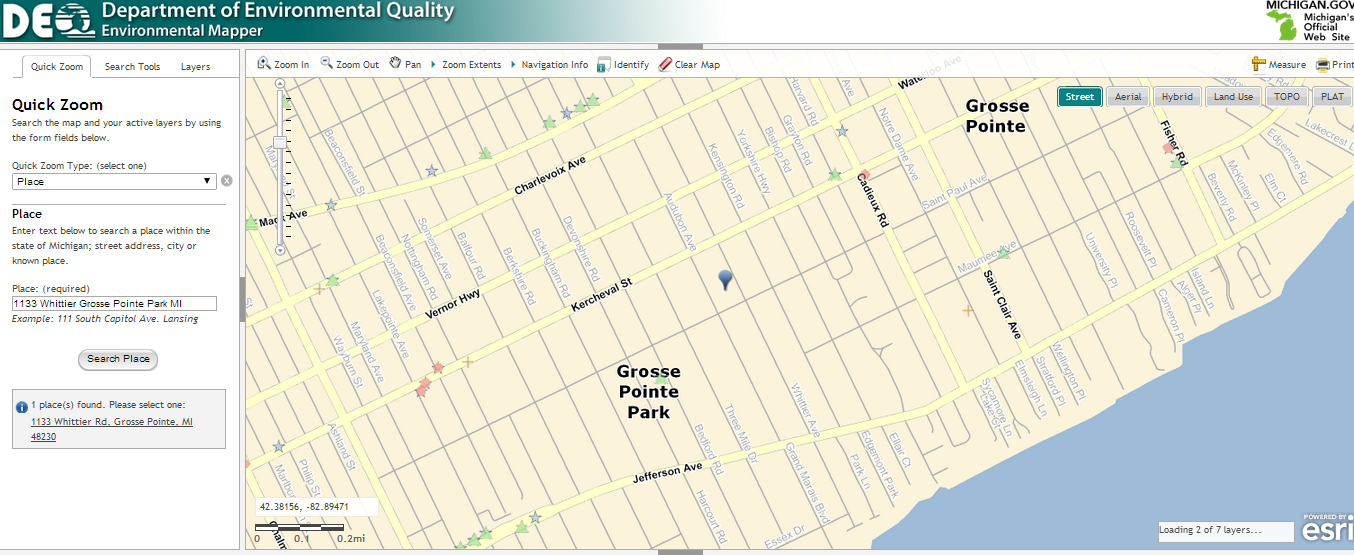 DEQ Department of Environmental Quality
Environmental Mapper
MICHIGAN.GOV
Michigan's
Official
Web Site
Quick Zoom
Search Tools
Layers
Zoom In
Zoom Out
Pan
Zoom Extents
Navigation Info
Identify
Clear Map
Measure
Print
Quick Zoom
Search the map and your active layers by using
the form fields below.
Quick Zoom Type: (select one)
Place
Place
Enter text below to search a place within the
state of Michigan; street address, city or
known place.
Place: (required)
1133 Whittier Grosse Pointe Park MI
Example: 111 South Capitol Ave. Lansing
Search Place
1 place(s) found. Please select one:
1133 Whittier Rd, Grosse Pointe, MI
48230
Street
Aerial
Hybrid
Land Use
TOPO
PLAT
Waterloo Ave
Grosse
Pointe
Fisher Rd
Lakecrest L
Edgemere Rd
Elm Ct
McKinley Pl
Beverly Rd
Harvard Rd
Ave
Notre Dame Ave
Grayton Rd
Bishop Rd
Yorkshire Hwy
Kensington Rd
Audubon Ave
Cadieux Rd
Saint Paul Ave
Charlevoix Ave
Beaconsfield St
Mack Ave
Somerset Ave
Nottingham Rd
Beaconsfield Ave
Balfour Rd
Berkshire Rd
Buckingham Rd
Devonshire Rd
Lakepointe Ave
Vernor Hwy
Kercheval St
Maryland Ave
Wayburn St
Maumee Ave
Saint Clair Ave
University Pl
Roosevelt Pl
Island Ln
Alger Pl
Cameron Pl
Wellington Pl
Stratford Pl
Elmsleigh Ln
Sycamore Ln
Grosse
Pointe
Park
Whittier Ave
Three Mile Dr
Bedford Rd
Harcourt Rd
Jefferson Ave
Grand Marais Blvd
Essex Dr
Park Ln
Edgemont Park
Ellair Ct
Ashland St
Philip St
42.38156, -82.89471
0 0.1 0.2mi
Loading 2 of 7 layers...
POWERED BY
esri